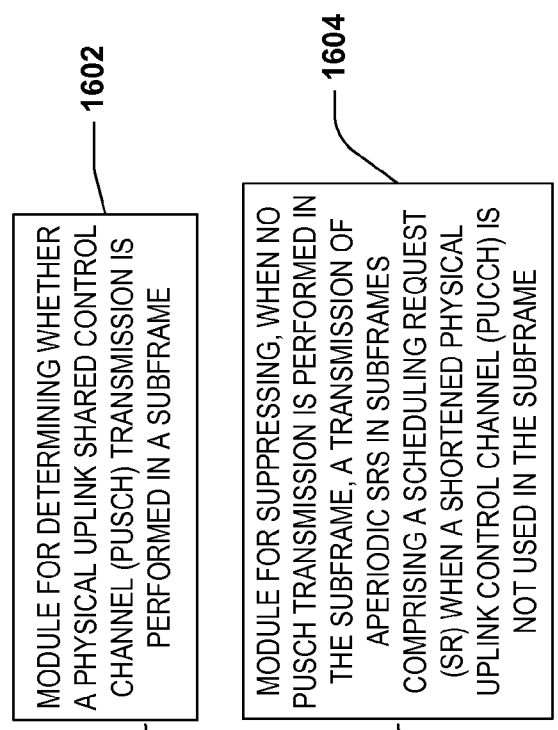 MODULE FOR DETERMINING WHETHER
A PHYSICAL UPLINK SHARED CONTROL
CHANNEL (PUSCH) TRANSMISSION IS
PERFORMED IN A SUBFRAME
1602
MODULE FOR SUPPRESSING, WHEN NO
PUSCH TRANSMISSION IS PERFORMED IN
THE SUBFRAME, A TRANSMISSION OF
APERIODIC SRS IN SUBFRAMES
COMPRISING A SCHEDULING REQUEST
(SR) WHEN A SHORTENED PHYSICAL
UPLINK CONTROL CHANNEL (PUCCH) IS
NOT USED IN THE SUBFRAME
1604